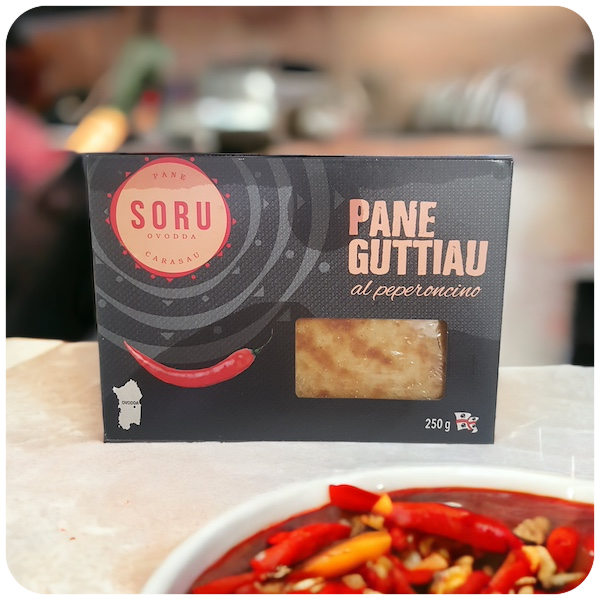 PANE
SORU
OVODDA
CARASAU
PANE
GUTTIAU
al peperoncino
OVODDA
250 g